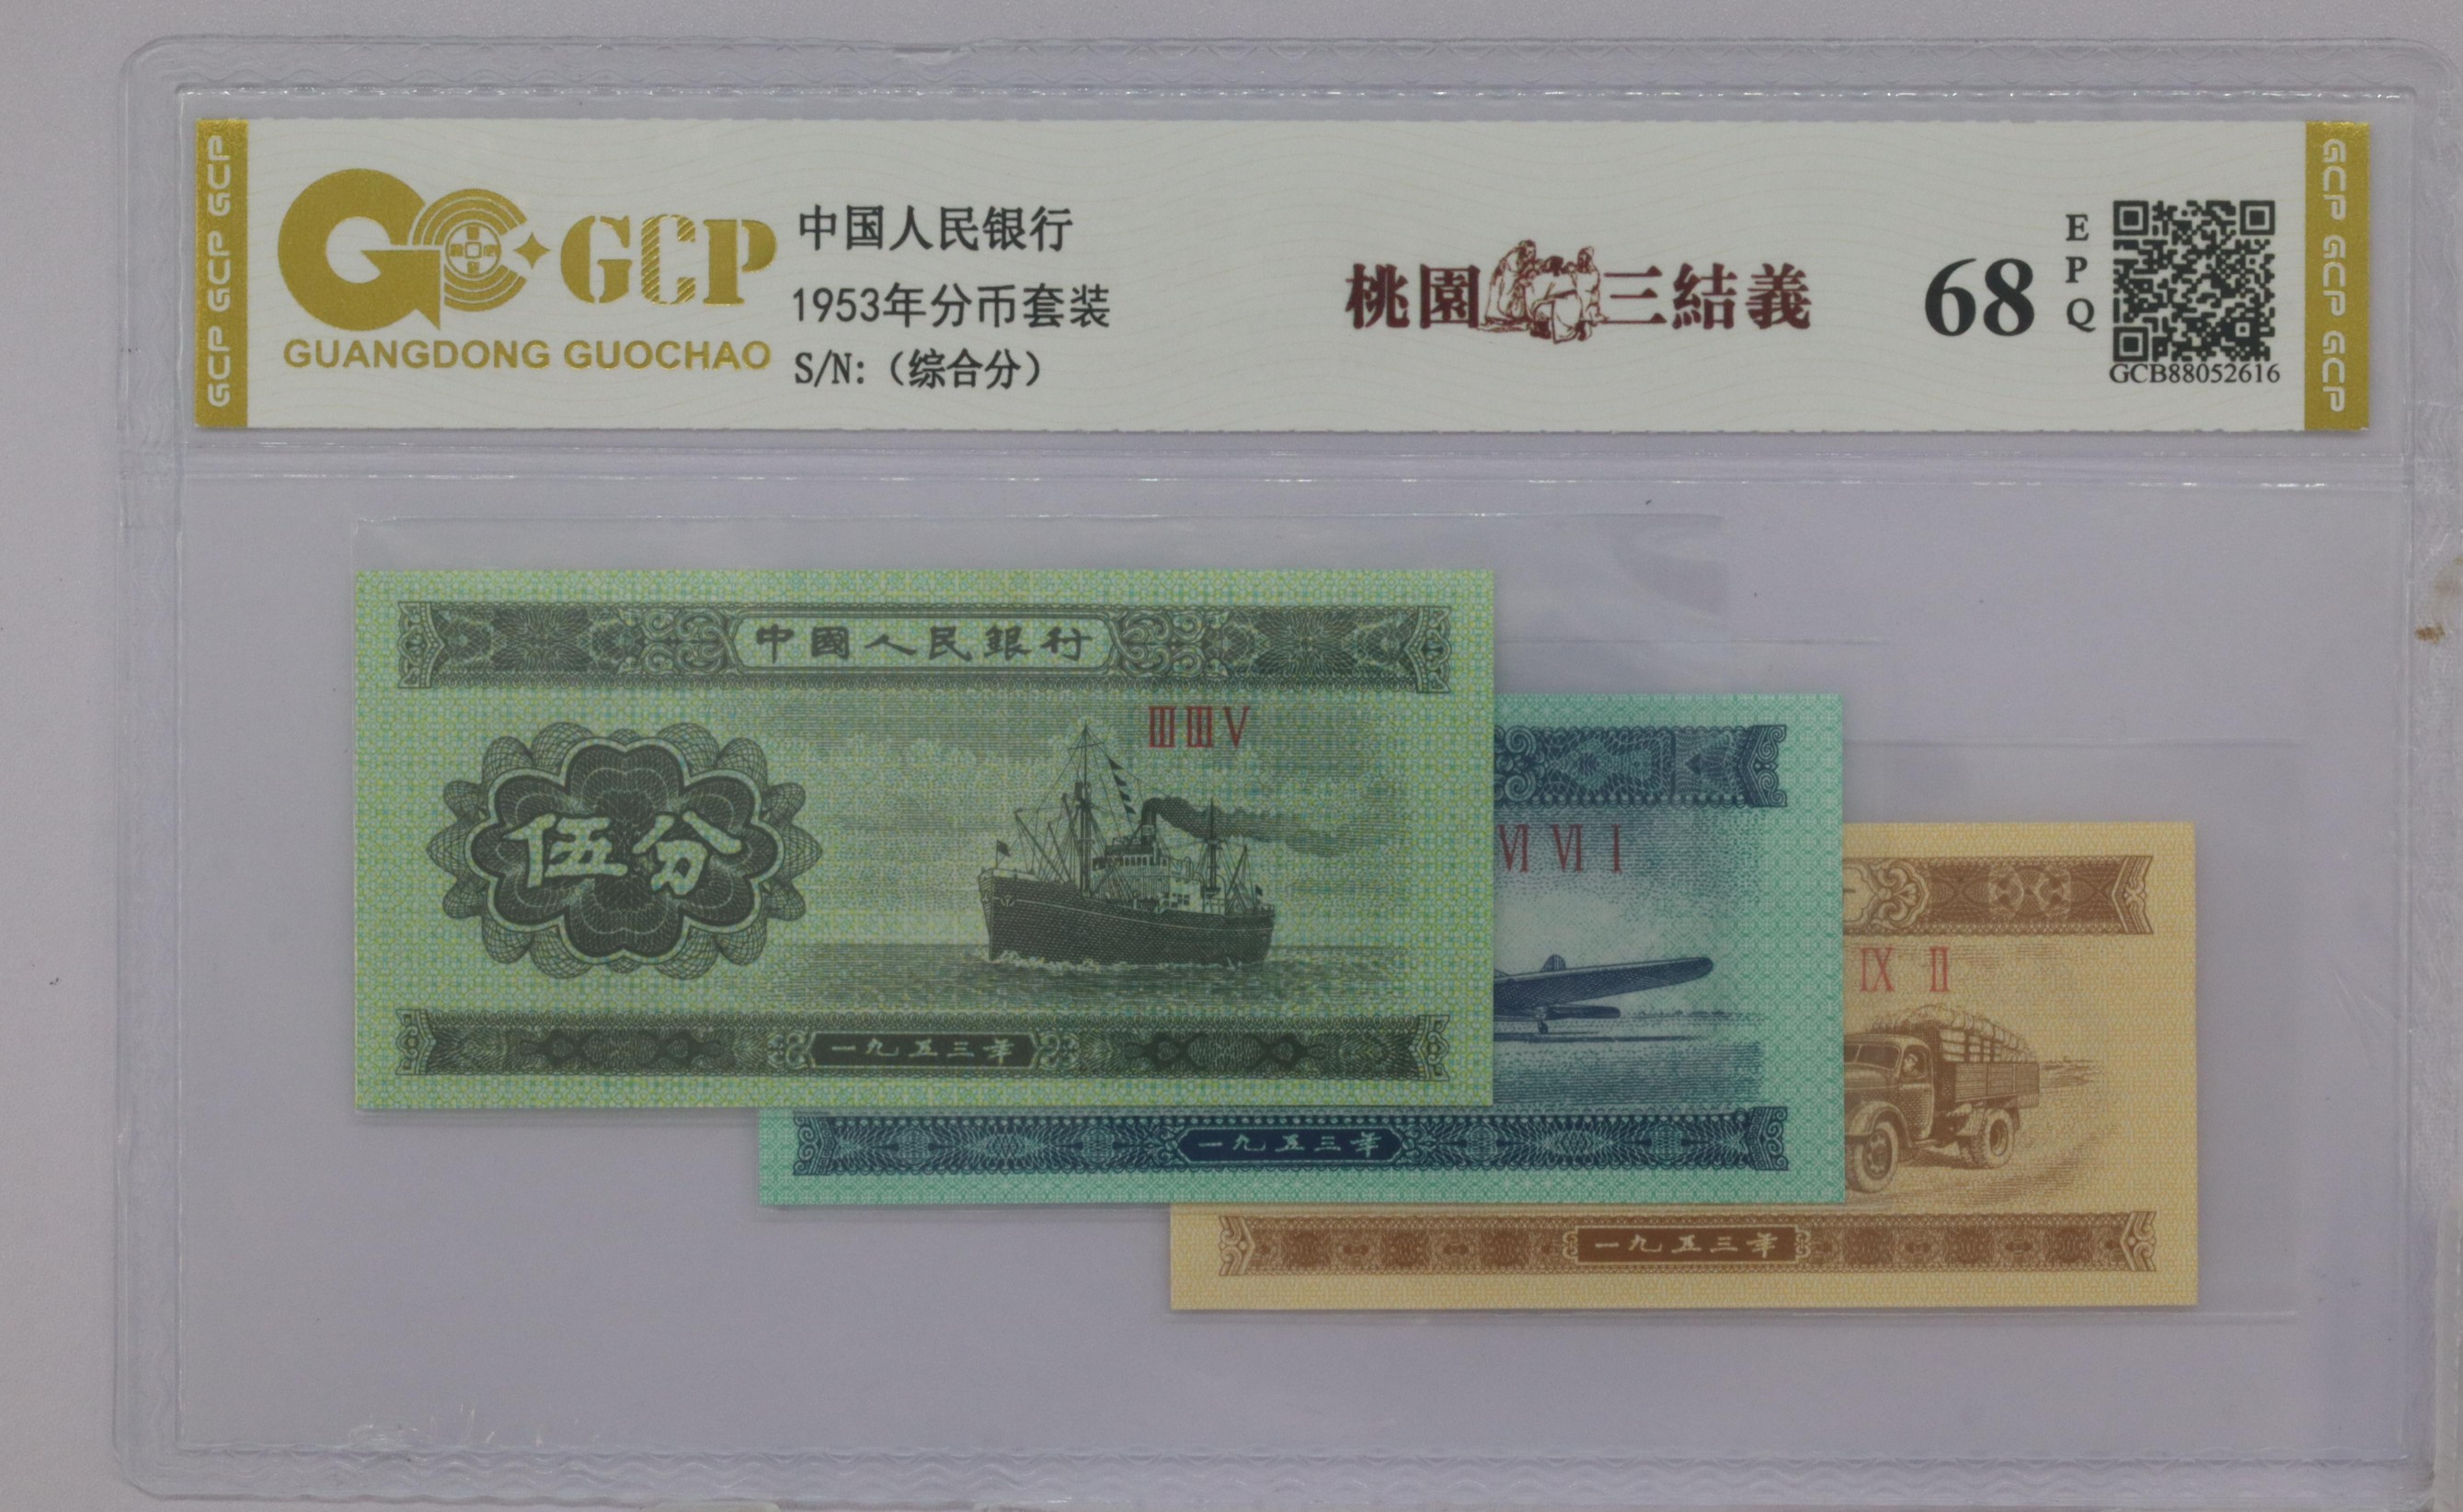 GCP GCP GCP
GCP
GUANGDONG GUOCHAO
中国人民银行
1953年分币套装
S/N:（综合分）
桃園三結義
68
EPQ
GCB88052616
GCP GCP GCP
中國人民銀行
ⅢⅢⅤ
伍分
一九五三年
Ⅵ Ⅵ Ⅰ
一九五三年
Ⅸ Ⅱ
一九五三年